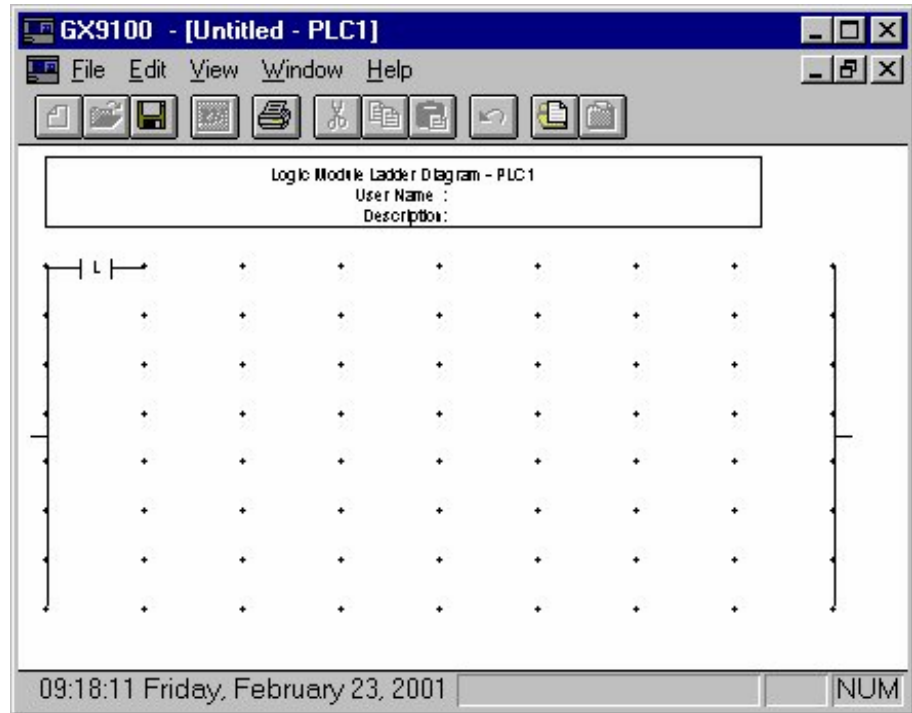 GX9100 - [Untitled - PLC1]
File Edit View Window Help
Logic Module Ladder Diagram - PLC1
User Name :
Description:
L
09:18:11 Friday, February 23, 2001
NUM